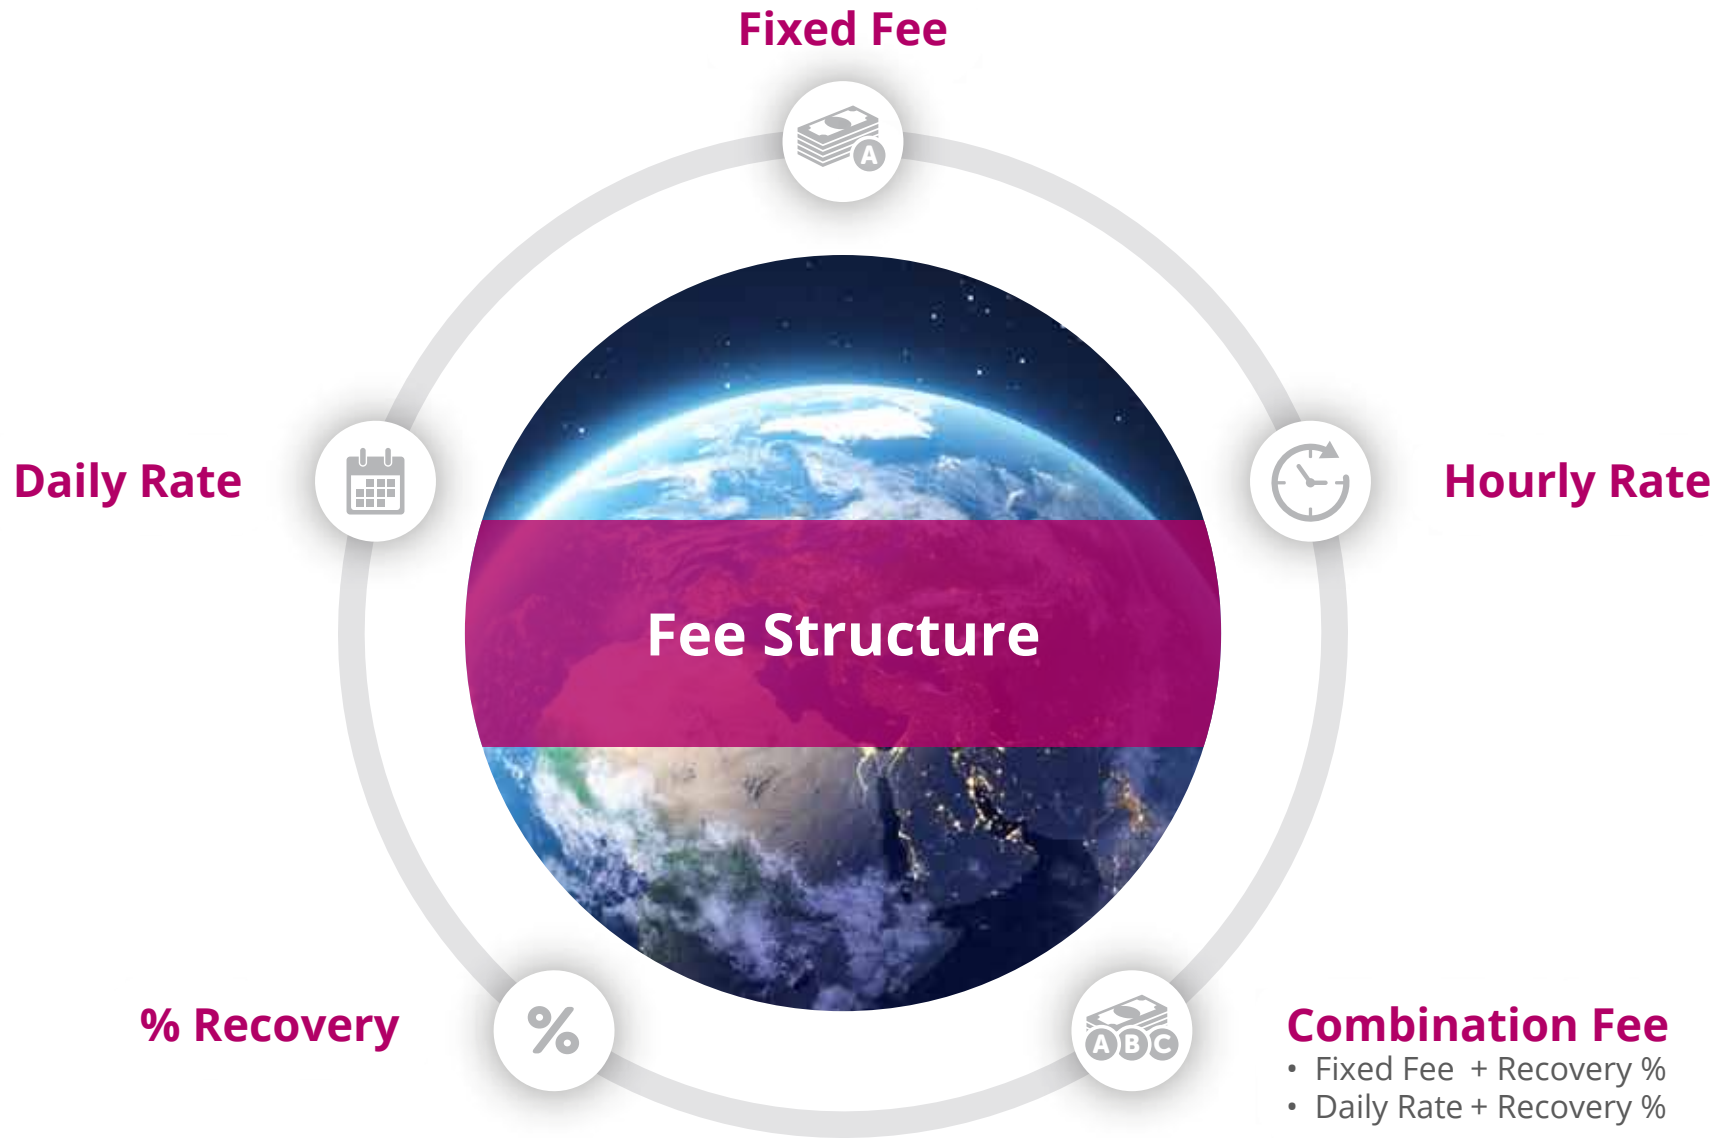 Fixed Fee
A
Daily Rate
Hourly Rate
Fee Structure
% Recovery
%
A B C
Combination Fee
• Fixed Fee + Recovery %
• Daily Rate + Recovery %